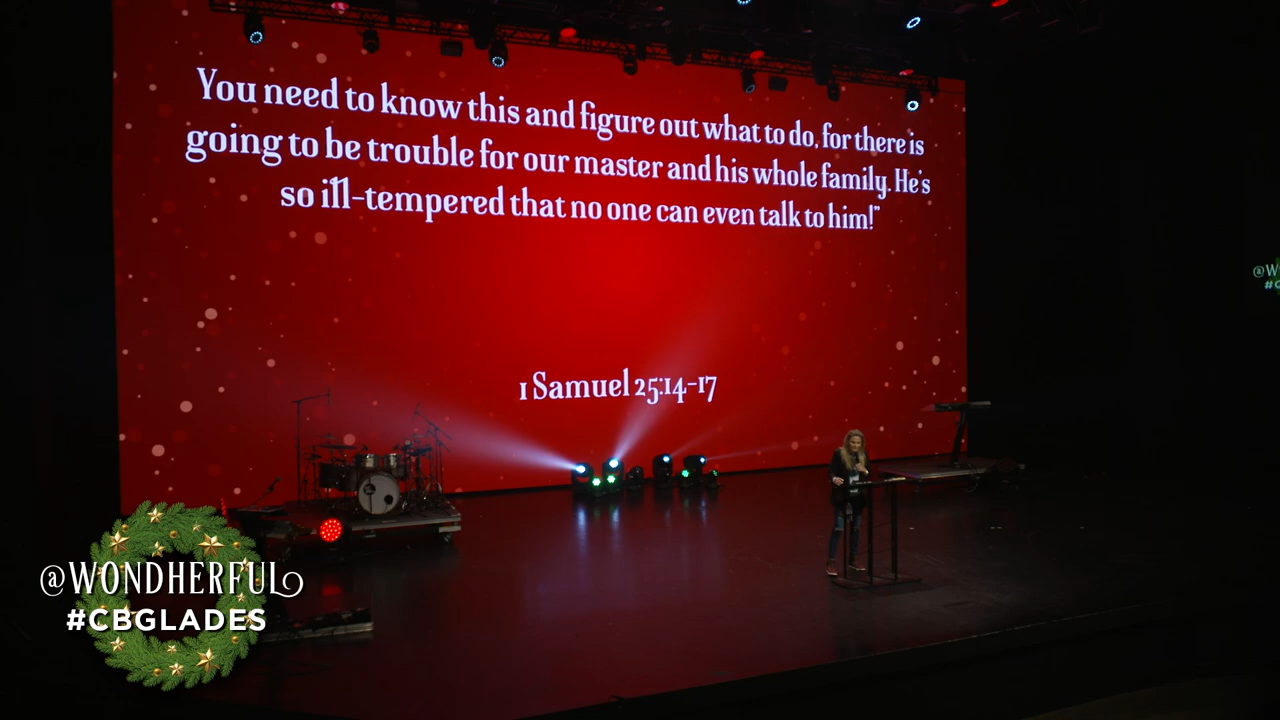 You need to know this and figure out what to do, for there is
going to be trouble for our master and his whole family. He's
so ill-tempered that no one can even talk to him!"
1 Samuel 25:14-17
@WONDHERFUL
#CBGLADES
@W
#C